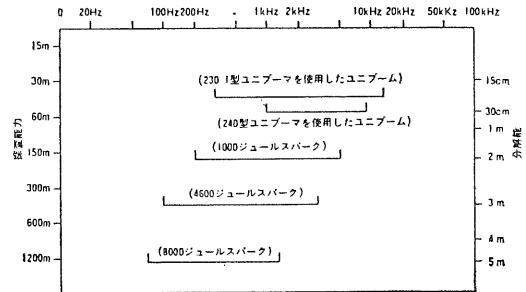 0 20Hz 100Hz 200Hz 1kHz 2kHz 10kHz 20kHz 50kKz 100kHz
15m
30m
60m
150m
300m
600m
1200m
探査能力
(230-1型ユニブーマを使用したユニブーム)
(240型ユニブーマを使用したユニブーム)
(1000ジュールスパーク)
(4600ジュールスパーク)
(8000ジュールスパーク)
15cm
30cm
1m
2m
3m
4m
5m
分解能